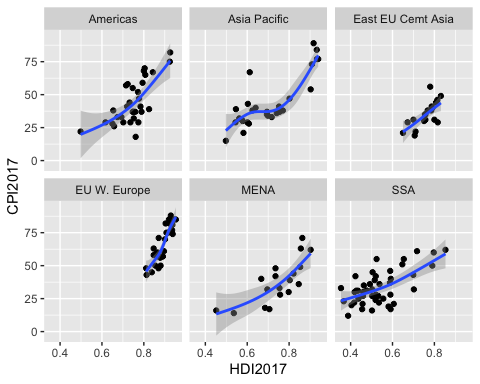 Americas
Asia Pacific
East EU Cemt Asia
75
50
25
0
EU W. Europe
MENA
SSA
75
50
25
0
0.4 0.6 0.8 0.4 0.6 0.8 0.4 0.6 0.8
HDI2017
CPI2017